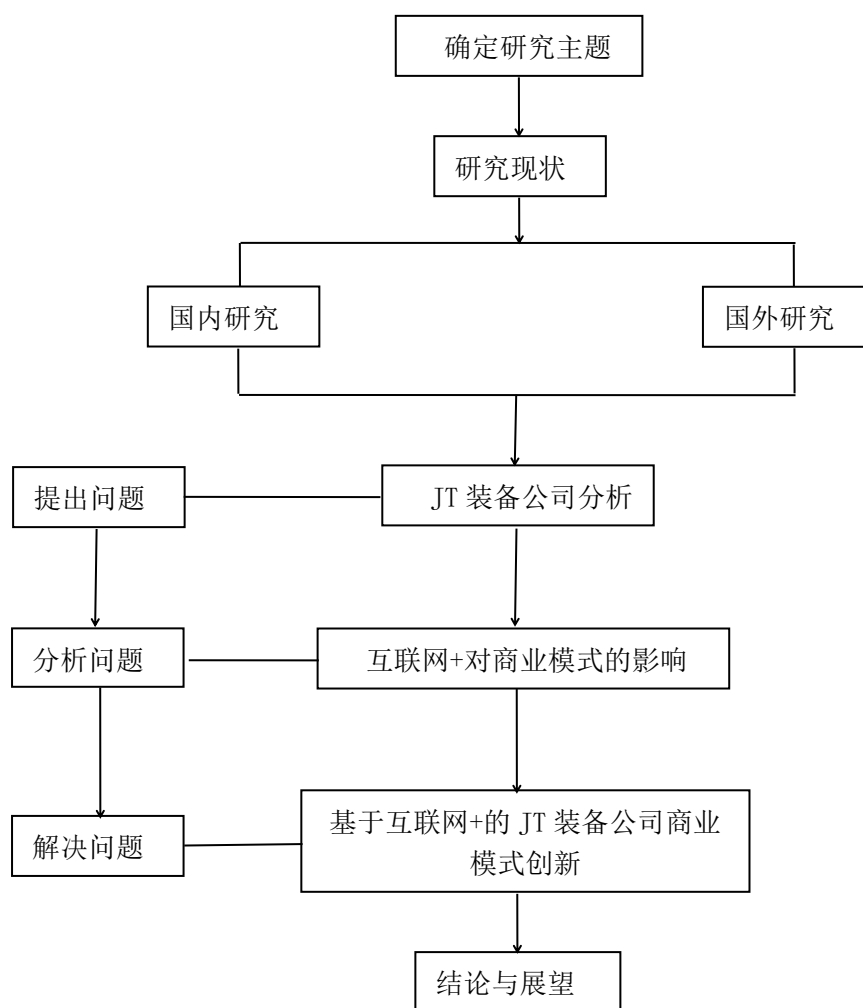 确定研究主题
研究现状
国内研究
国外研究
提出问题
JT 装备公司分析
分析问题
互联网+对商业模式的影响
解决问题
基于互联网+的 JT 装备公司商业
模式创新
结论与展望